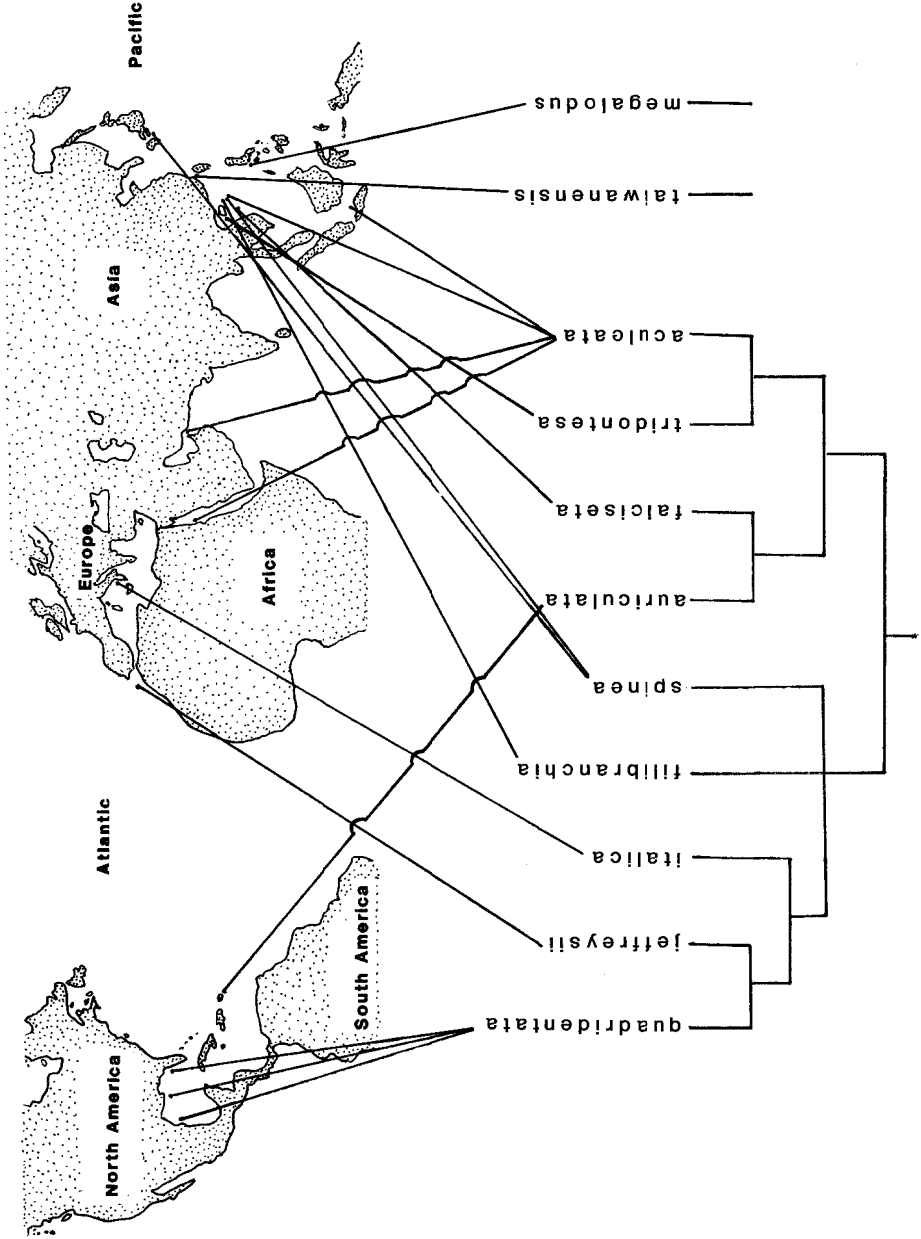 Pacific
Asia
Europe
Africa
Atlantic
North America
South America
megalodus
taiwanensis
aculeata
tridontesa
falciseta
auriculata
spinea
filibranchia
italica
jeffreysii
quadridentata